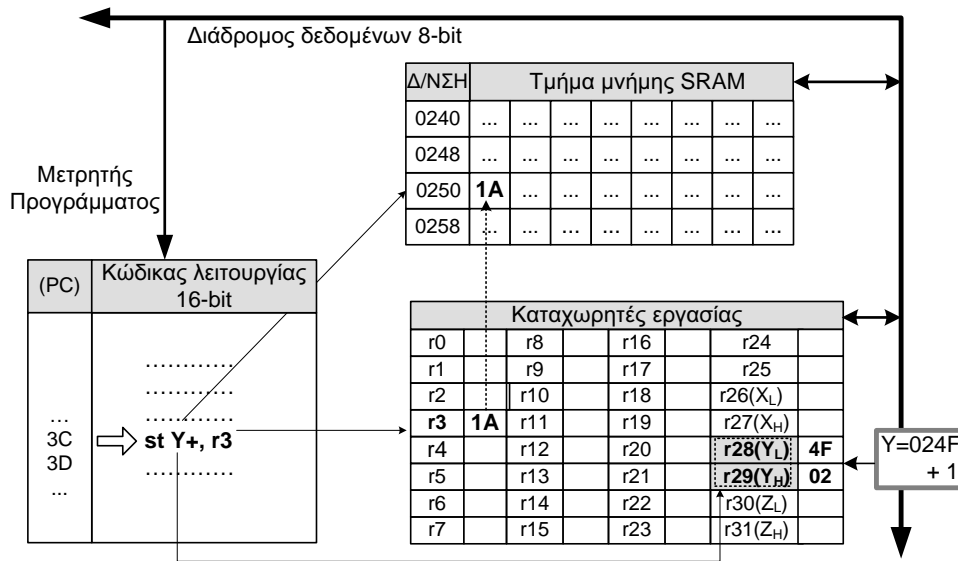 Διάδρομος δεδομένων 8-bit
Δ/ΝΣΗ Τμήμα μνήμης SRAM
0240 ... ... ... ... ... ... ... ...
0248 ... ... ... ... ... ... ... ...
0250 1A ... ... ... ... ... ... ...
0258 ... ... ... ... ... ... ... ...
Μετρητής
Προγράμματος
(PC) Κώδικας λειτουργίας
16-bit
............
............
............
...
3C st Y+, r3
3D
............
...
Καταχωρητές εργασίας
r0 r8 r16 r24
r1 r9 r17 r25
r2 r10 r18 r26(XL)
r3 1A r11 r19 r27(XH)
r4 r12 r20 r28(YL) 4F
r5 r13 r21 r29(YH) 02
r6 r14 r22 r30(ZL)
r7 r15 r23 r31(ZH)
Y=024F
+ 1